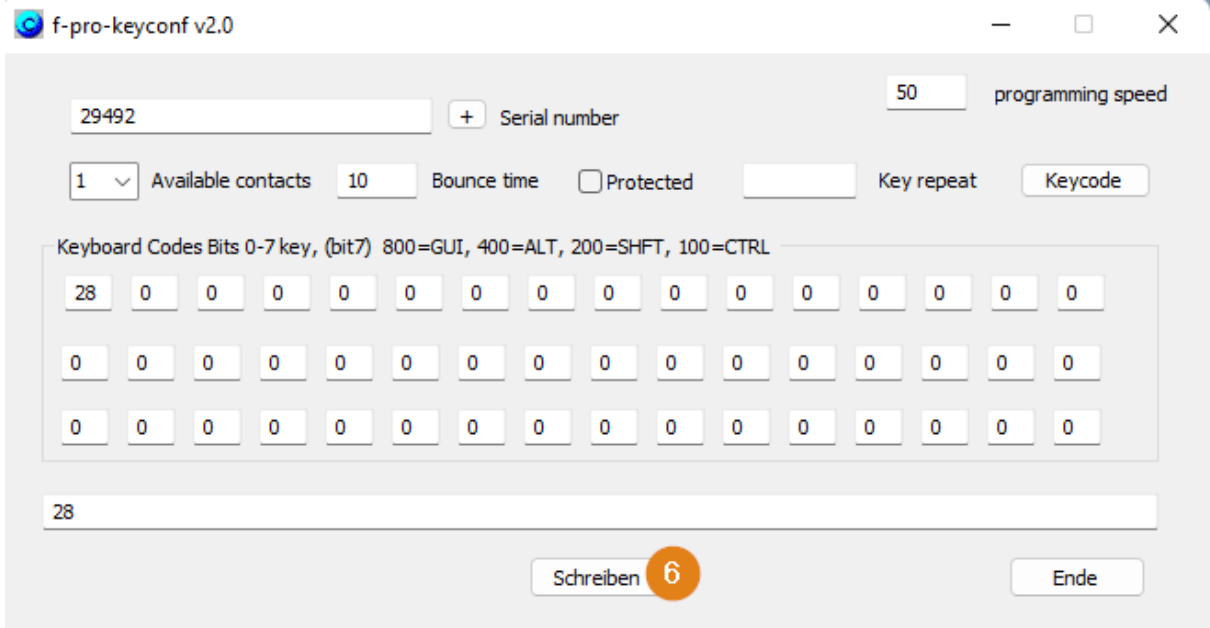 f-pro-keyconf v2.0
50 programming speed
29492 + Serial number
1 Available contacts 10 Bounce time Protected Key repeat Keycode
Keyboard Codes Bits 0-7 key, (bit7) 800=GUI, 400=ALT, 200=SHFT, 100=CTRL
28 0 0 0 0 0 0 0 0 0 0 0 0 0 0 0
0 0 0 0 0 0 0 0 0 0 0 0 0 0 0 0
0 0 0 0 0 0 0 0 0 0 0 0 0 0 0 0
28
Schreiben 6 Ende